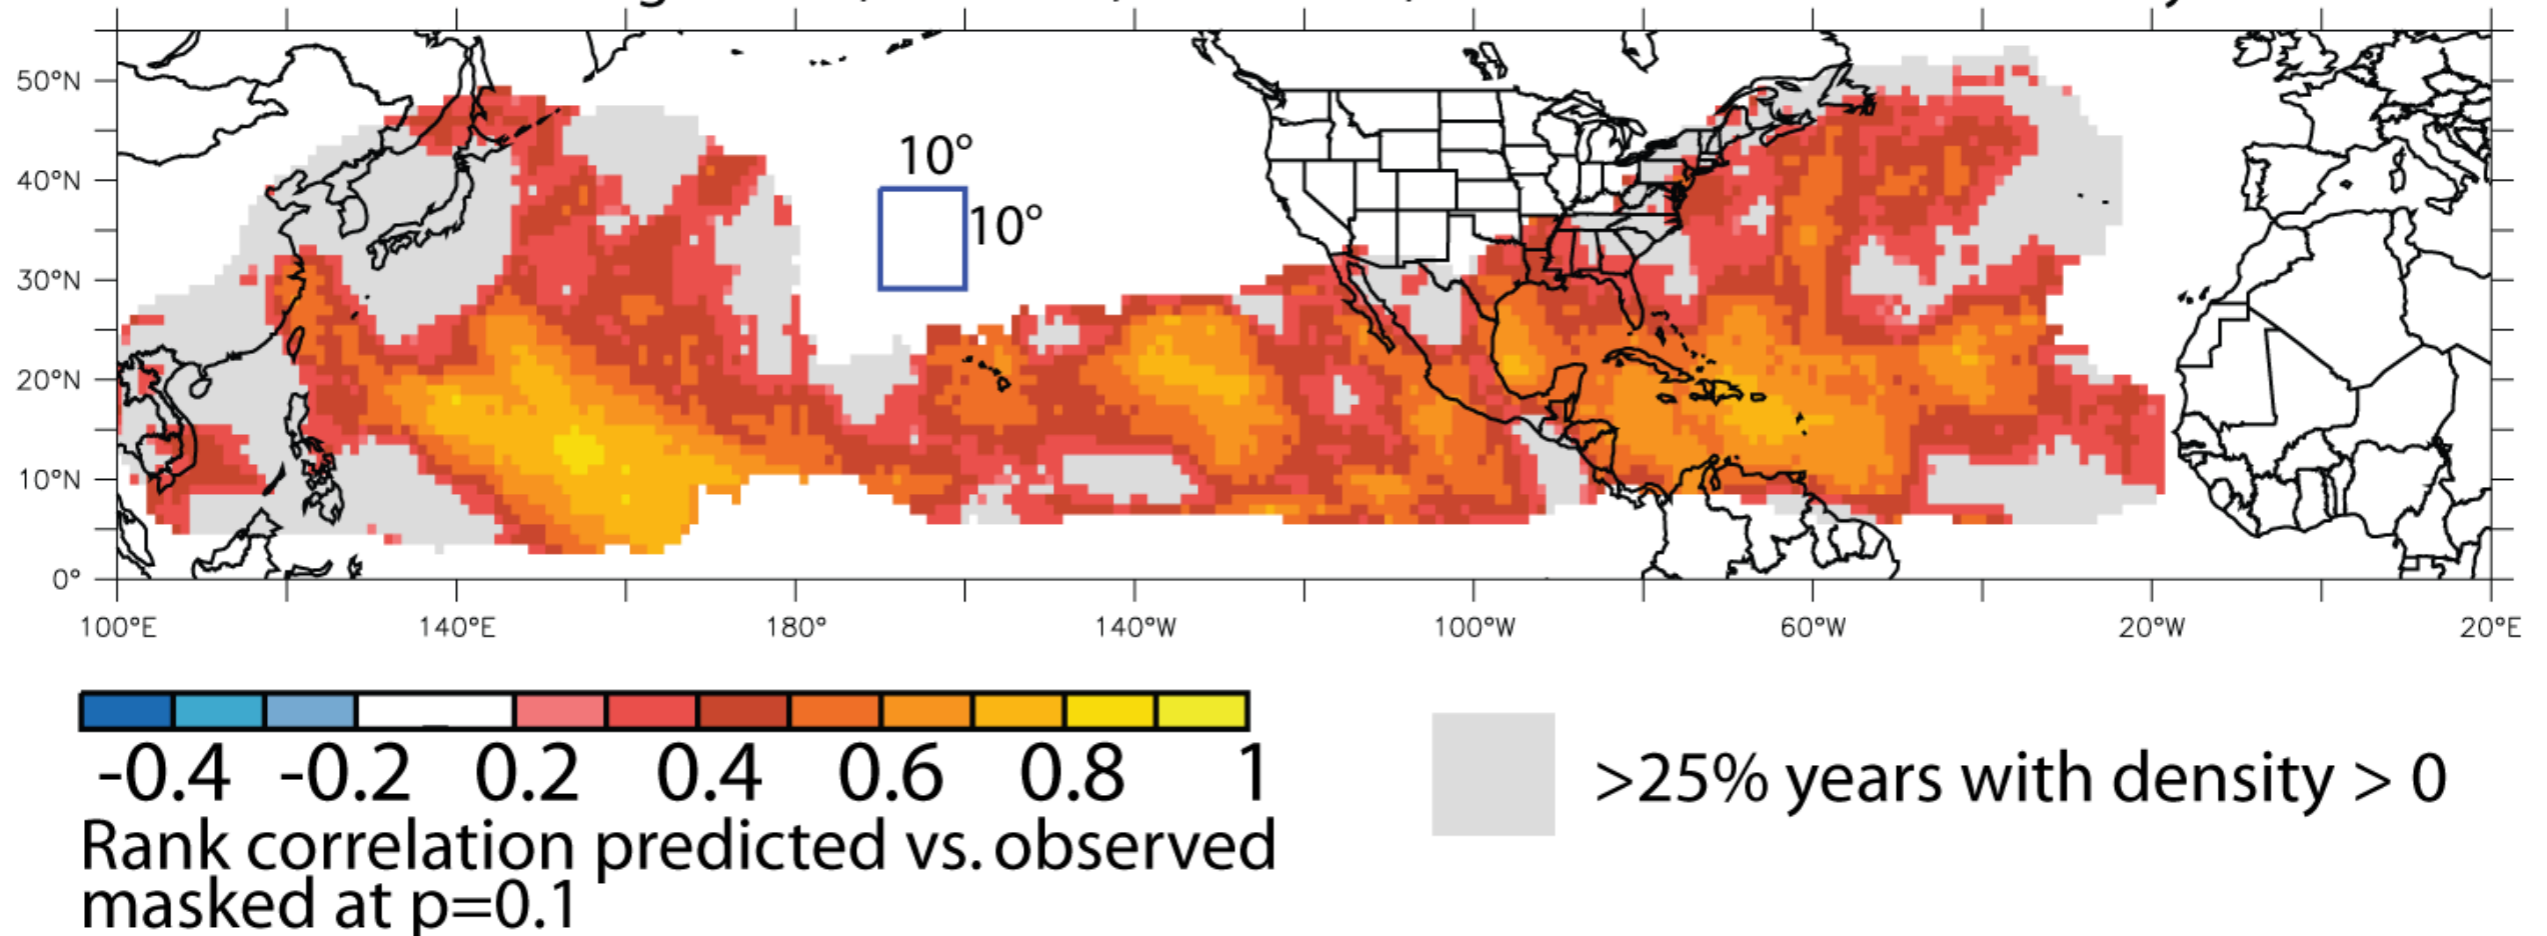 50°N
40°N
30°N
20°N
10°N
0°
10°
10°
100°E 140°E 180° 140°W 100°W 60°W 20°W 20°E
-0.4 -0.2 0.2 0.4 0.6 0.8 1
>25% years with density > 0
Rank correlation predicted vs. observed
masked at p=0.1